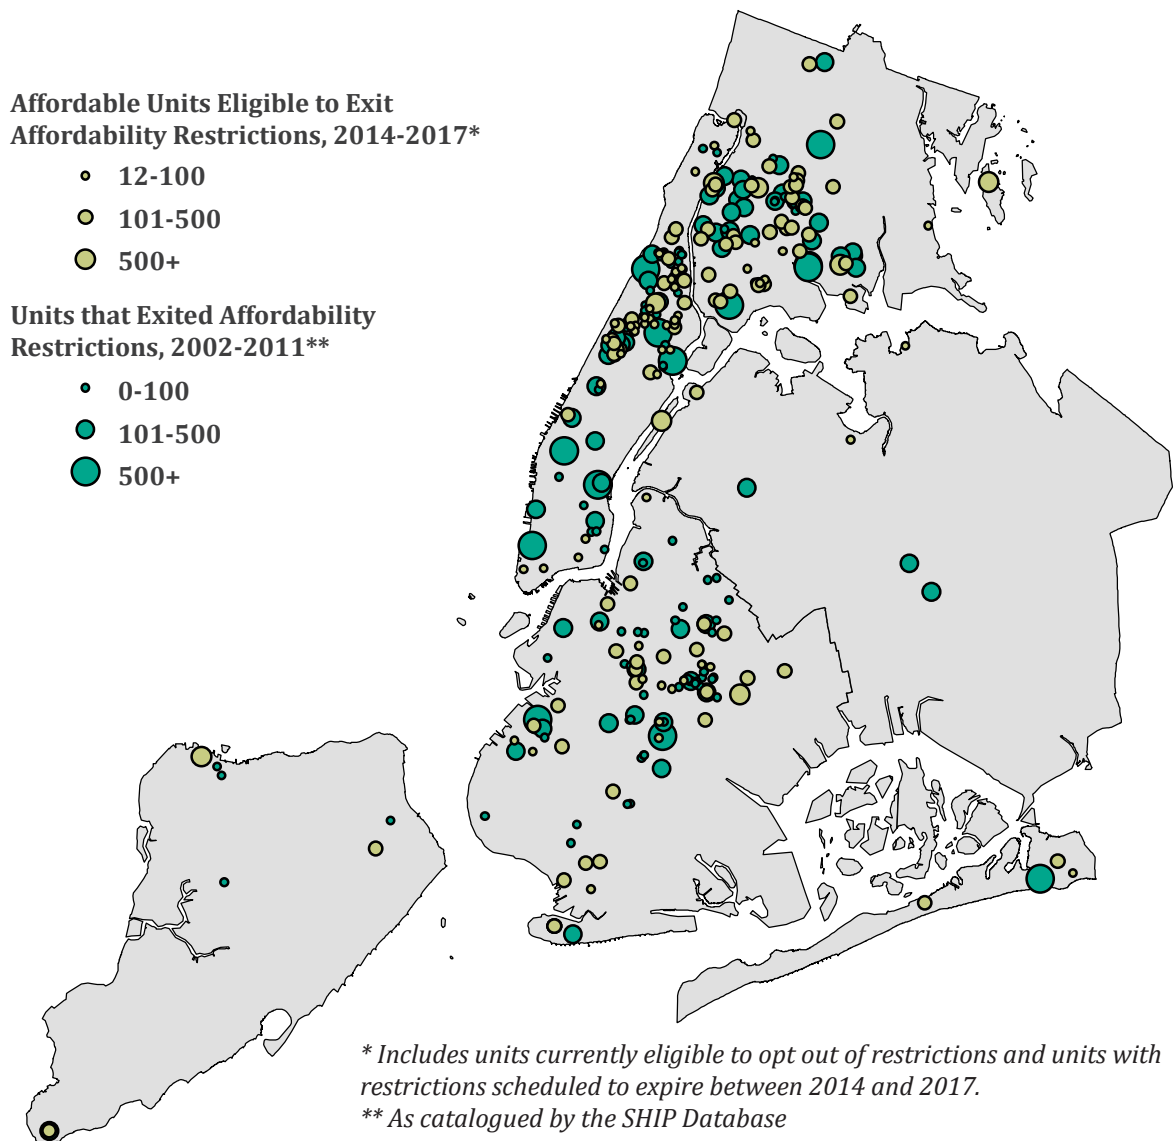 Affordable Units Eligible to Exit
Affordability Restrictions, 2014-2017*
12-100
101-500
500+
Units that Exited Affordability
Restrictions, 2002-2011**
0-100
101-500
500+
* Includes units currently eligible to opt out of restrictions and units with
restrictions scheduled to expire between 2014 and 2017.
** As catalogued by the SHIP Database